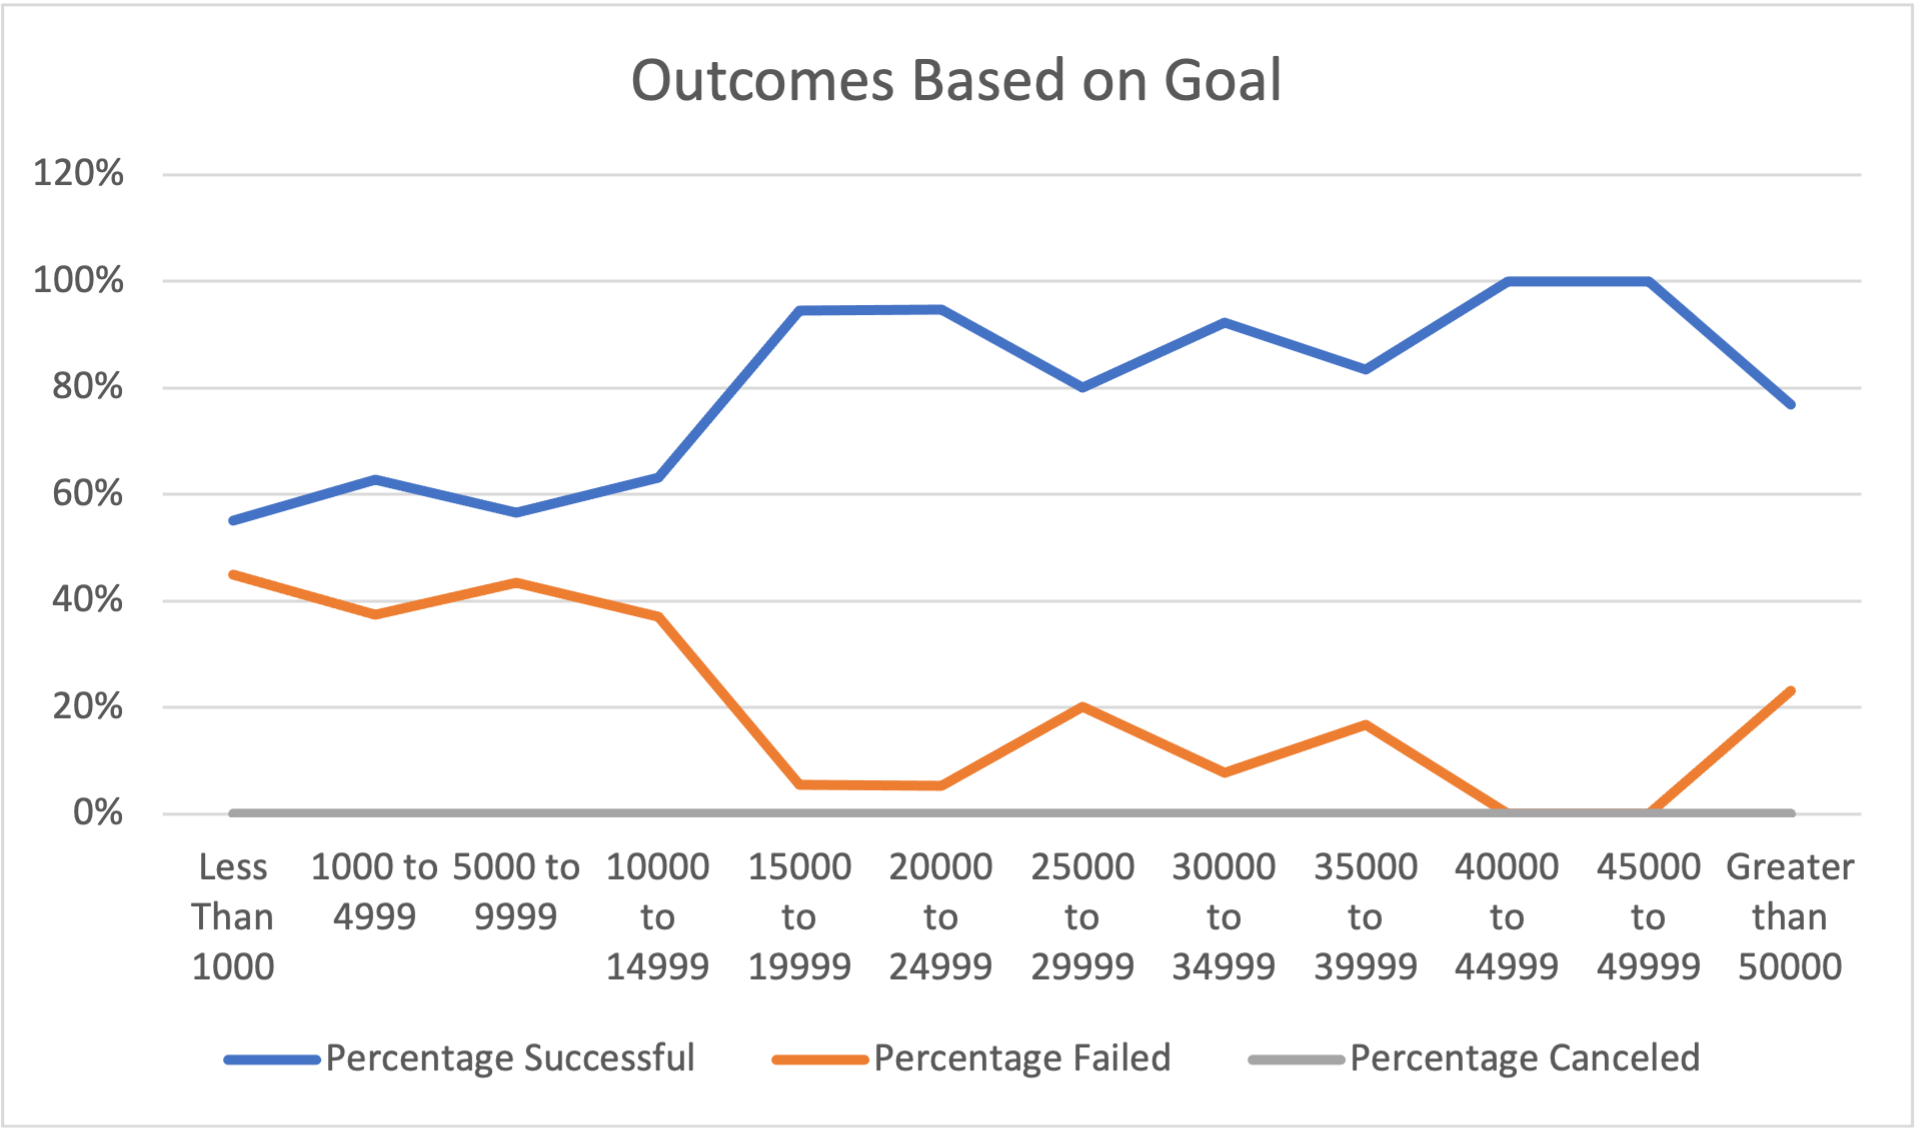 Outcomes Based on Goal
120%
100%
80%
60%
40%
20%
0%
Less Than 1000
1000 to 4999
5000 to 9999
10000 to 14999
15000 to 19999
20000 to 24999
25000 to 29999
30000 to 34999
35000 to 39999
40000 to 44999
45000 to 49999
Greater than 50000
Percentage Successful
Percentage Failed
Percentage Canceled